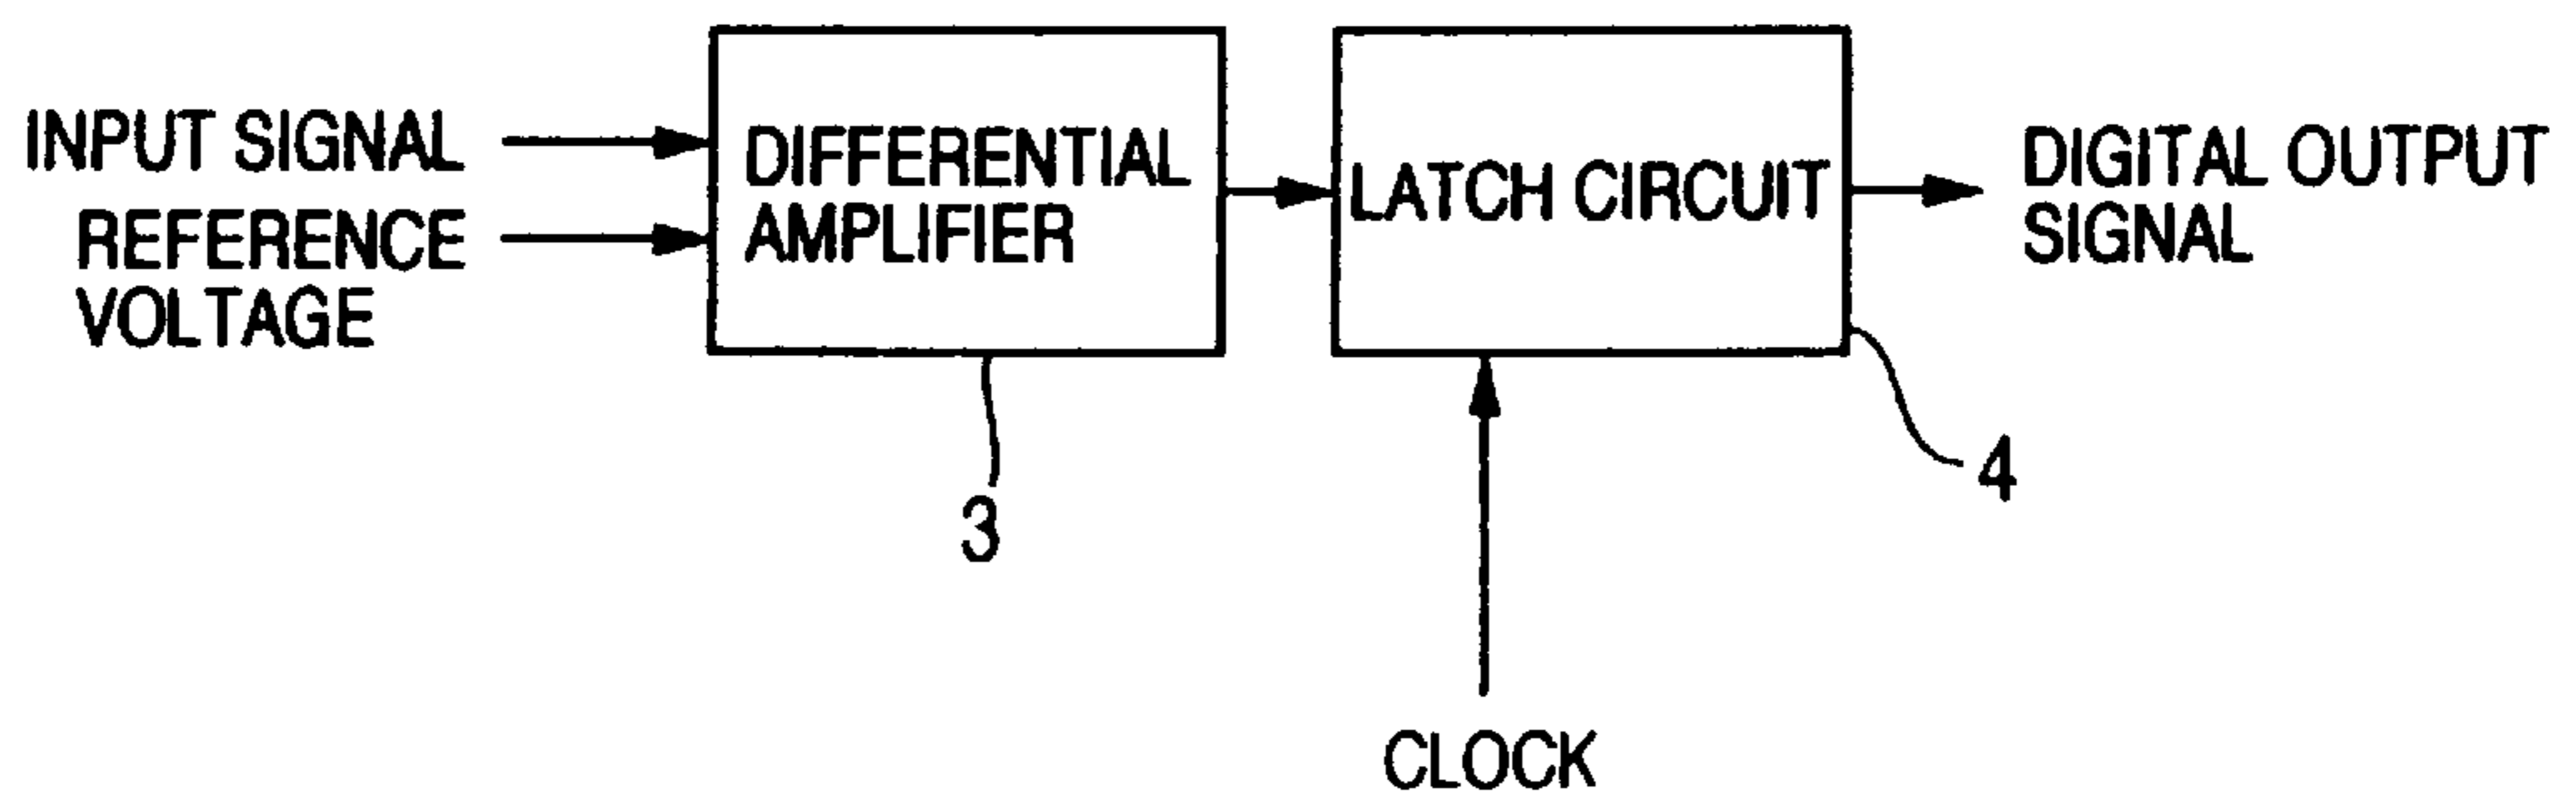 INPUT SIGNAL
REFERENCE
VOLTAGE
DIFFERENTIAL
AMPLIFIER
3
LATCH CIRCUIT
4
CLOCK
DIGITAL OUTPUT
SIGNAL